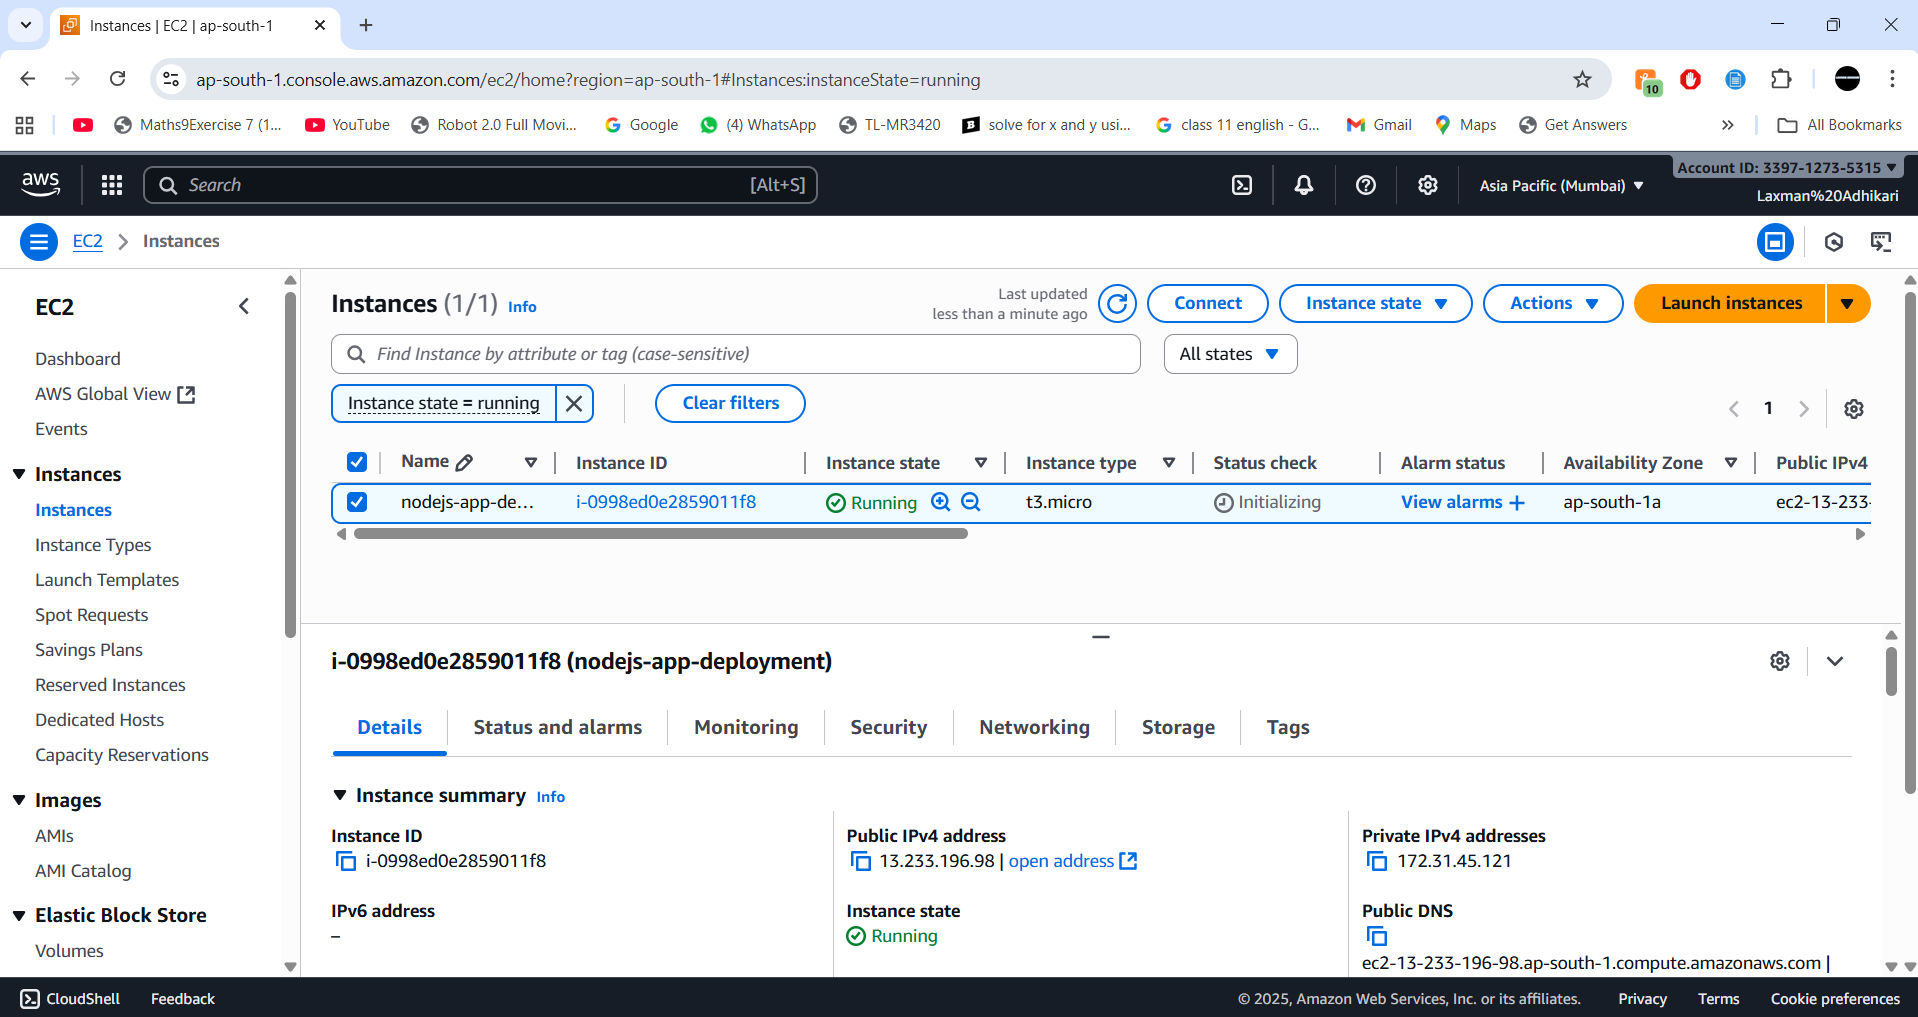 Instances | EC2 | ap-south-1
ap-south-1.console.aws.amazon.com/ec2/home?region=ap-south-1#Instances:instanceState=running
10
Maths9Exercise 7 (1...
YouTube
Robot 2.0 Full Movi...
Google
(4) WhatsApp
TL-MR3420
solve for x and y usi...
class 11 english - G...
Gmail
Maps
Get Answers
All Bookmarks
aws
Search
[Alt+S]
Asia Pacific (Mumbai)
Account ID: 3397-1273-5315
Laxman%20Adhikari
EC2
Instances
EC2
Dashboard
AWS Global View
Events
Instances
Instances
Instance Types
Launch Templates
Spot Requests
Savings Plans
Reserved Instances
Dedicated Hosts
Capacity Reservations
Images
AMIs
AMI Catalog
Elastic Block Store
Volumes
Instances (1/1) Info
Last updated
less than a minute ago
Connect
Instance state
Actions
Launch instances
Find Instance by attribute or tag (case-sensitive)
All states
Instance state = running
Clear filters
1
Name
Instance ID
Instance state
Instance type
Status check
Alarm status
Availability Zone
Public IPv4
nodejs-app-de...
i-0998ed0e2859011f8
Running
t3.micro
Initializing
View alarms +
ap-south-1a
ec2-13-233-
i-0998ed0e2859011f8 (nodejs-app-deployment)
Details
Status and alarms
Monitoring
Security
Networking
Storage
Tags
Instance summary Info
Instance ID
i-0998ed0e2859011f8
Public IPv4 address
13.233.196.98 | open address
Private IPv4 addresses
172.31.45.121
IPv6 address
–
Instance state
Running
Public DNS
ec2-13-233-196-98.ap-south-1.compute.amazonaws.com |
CloudShell
Feedback
© 2025, Amazon Web Services, Inc. or its affiliates.
Privacy
Terms
Cookie preferences